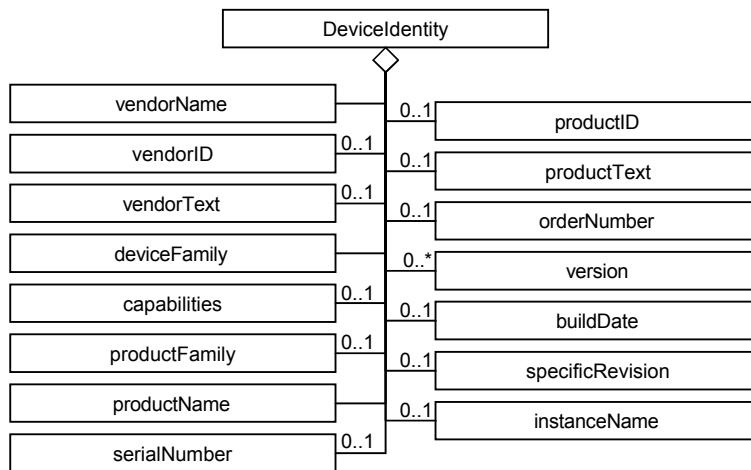 DeviceIdentity
vendorName
0..1
productID
0..1
vendorID
0..1
productText
0..1
vendorText
0..1
orderNumber
deviceFamily
0..*
version
0..1
capabilities
0..1
buildDate
0..1
productFamily
0..1
specificRevision
productName
0..1
instanceName
0..1
serialNumber